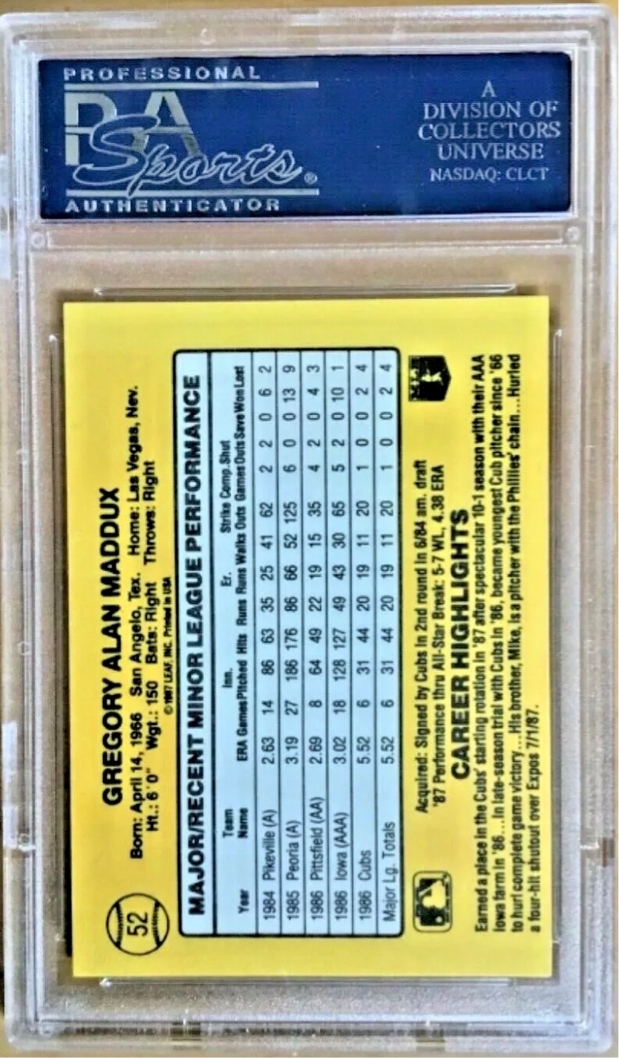 PROFESSIONAL
PSA
Sports®
AUTHENTICATOR
A
DIVISION OF
COLLECTORS
UNIVERSE
NASDAQ: CLCT
52
GREGORY ALAN MADDUX
Born: April 14, 1966 San Angelo, Tex. Home: Las Vegas, Nev.
Ht.: 6'0" Wgt.: 150 Bats: Right Throws: Right
© 1987 LEAF, INC. Printed in USA
MAJOR/RECENT MINOR LEAGUE PERFORMANCE
Team Inn. Er. Strike Comp. Shut
Year Name ERA Games Pitched Hits Runs Runs Walks Outs Games Outs Save Won Lost
1984 Pikeville (A) 2.63 14 86 63 35 25 41 62 2 2 0 6 2
1985 Peoria (A) 3.19 27 186 176 86 66 52 125 6 0 0 13 9
1986 Pittsfield (AA) 2.69 8 64 49 22 19 15 35 4 2 0 4 3
1986 Iowa (AAA) 3.02 18 128 127 49 43 30 65 5 2 0 10 1
1986 Cubs 5.52 6 31 44 20 19 11 20 1 0 0 2 4
Major Lg. Totals 5.52 6 31 44 20 19 11 20 1 0 0 2 4
Acquired: Signed by Cubs in 2nd round in 6/84 am. draft
'87 Performance thru All-Star Break: 5-7 WL, 4.38 ERA
CAREER HIGHLIGHTS
Earned a place in the Cubs' starting rotation in '87 after spectacular 10-1 season with their AAA
Iowa farm in '86...In late-season trial with Cubs in '86, became youngest Cub pitcher since '66
to hurl complete game victory...His brother, Mike, is a pitcher with the Phillies' chain...Hurled
a four-hit shutout over Expos 7/1/87.